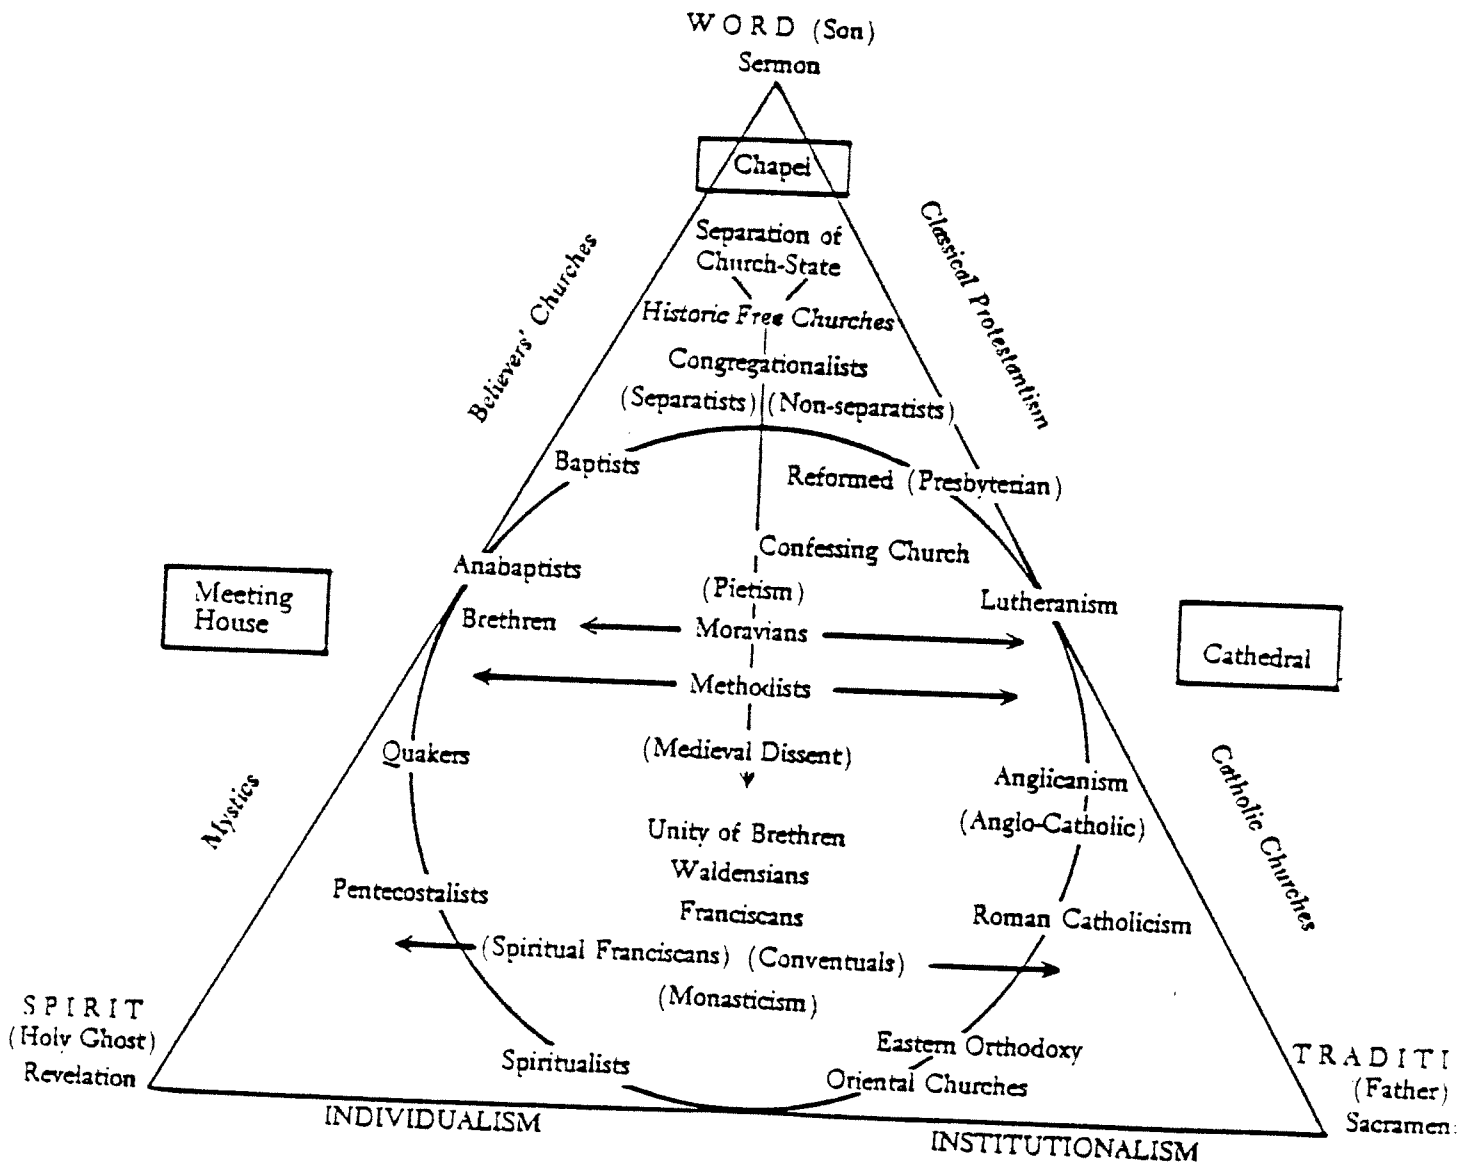 WORD (Son)
Sermon
Chapel
Separation of
Church-State
Believers' Churches
Classical Protestantism
Historic Free Churches
Congregationalists
(Separatists) (Non-separatists)
Baptists
Reformed (Presbyterian)
Confessing Church
Anabaptists
(Pietism)
Lutheranism
Meeting
House
Brethren
Moravians
Cathedral
Methodists
Quakers
(Medieval Dissent)
Anglicanism
(Anglo-Catholic)
Mystics
Catholic Churches
Unity of Brethren
Waldensians
Franciscans
Pentecostalists
Roman Catholicism
(Spiritual Franciscans) (Conventuals)
(Monasticism)
SPIRIT
(Holy Ghost)
Revelation
Spiritualists
Eastern Orthodoxy
Oriental Churches
TRADITI
(Father)
Sacramen
INDIVIDUALISM
INSTITUTIONALISM